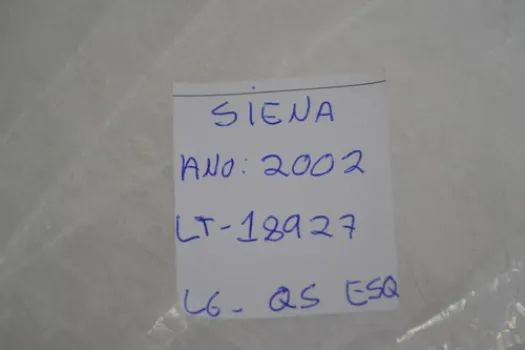 SIENA
ANO: 2002
LT-18927
L6- QS ESQ